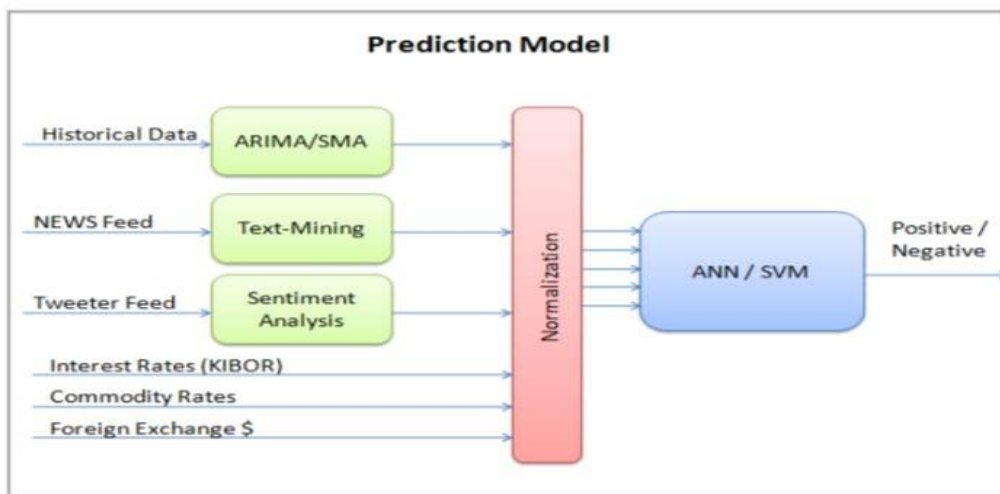 Prediction Model
Historical Data
ARIMA/SMA
NEWS Feed
Text-Mining
Tweeter Feed
Sentiment
Analysis
Interest Rates (KIBOR)
Commodity Rates
Foreign Exchange $
Normalization
ANN / SVM
Positive /
Negative